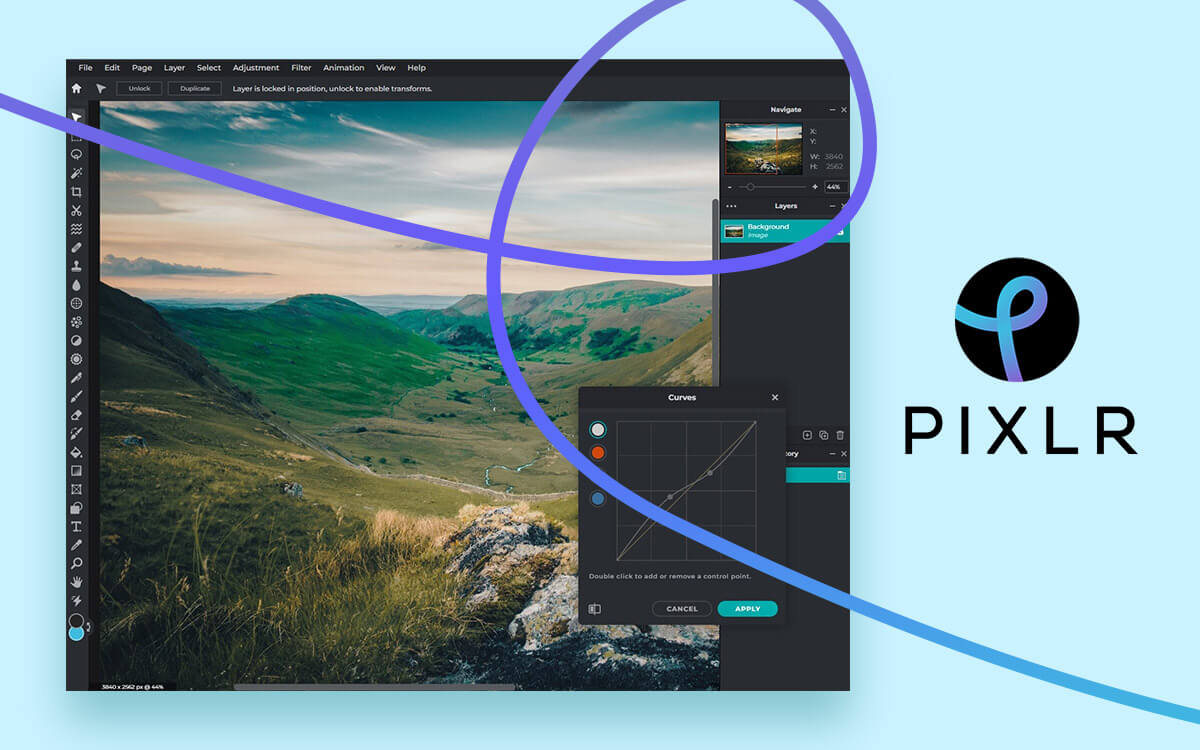 File Edit Page Layer Select Adjustment Filter Animation View Help
Unlock Duplicate Layer is locked in position, unlock to enable transforms.
Navigate
X:
Y:
W: 3840
H: 2562
- + 44%
Layers
Background
Image
Curves
Double click to add or remove a control point.
CANCEL APPLY
3840 x 2562 px @ 44%
PIXLR